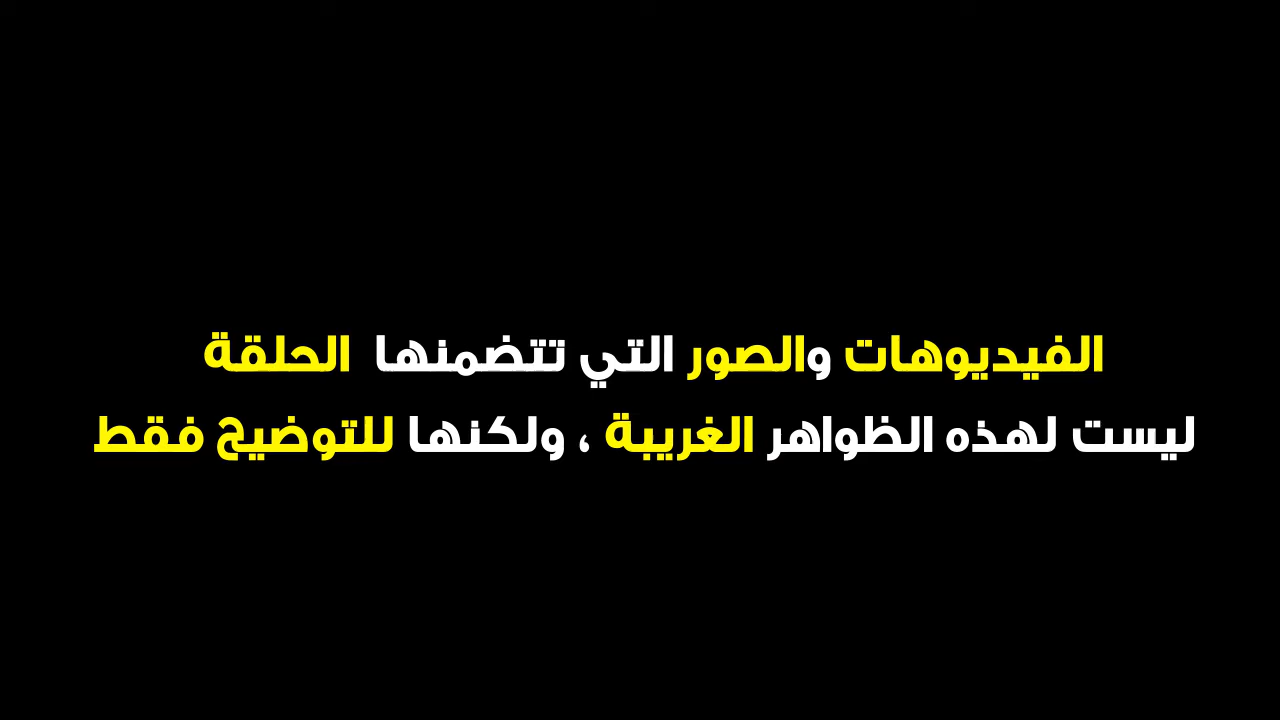 الفيديوهات والصور التي تتضمنها الحلقة
ليست لهذه الظواهر الغريبة ، ولكنها للتوضيح فقط